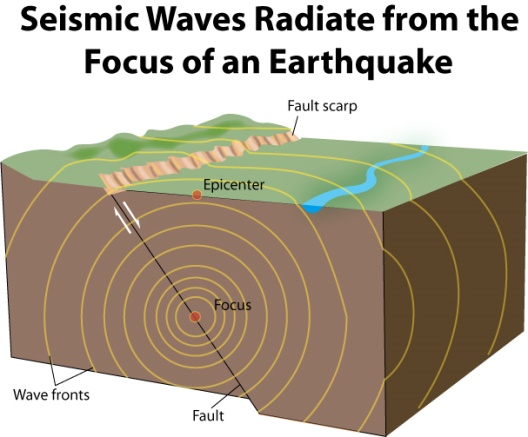 Seismic Waves Radiate from the
Focus of an Earthquake
Fault scarp
Epicenter
Focus
Wave fronts
Fault